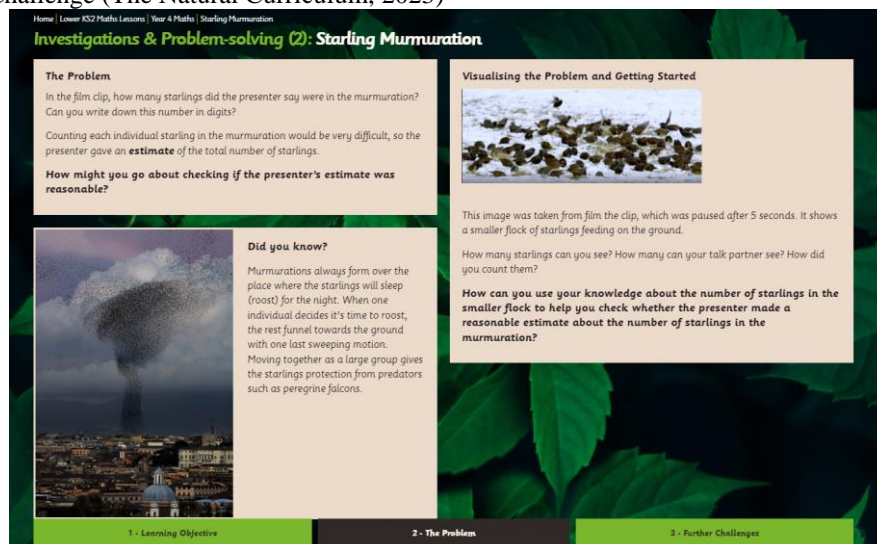 challenge (The Natural Curriculum, 2023)
Home | Lower KS2 Maths Lessons | Year 4 Maths | Starling Murmuration
Investigations & Problem-solving (2): Starling Murmuration
The Problem
In the film clip, how many starlings did the presenter say were in the murmuration?
Can you write down this number in digits?
Counting each individual starling in the murmuration would be very difficult, so the
presenter gave an estimate of the total number of starlings.
How might you go about checking if the presenter's estimate was
reasonable?
Did you know?
Murmurations always form over the
place where the starlings will sleep
(roost) for the night. When one
individual decides it's time to roost,
the rest funnel towards the ground
with one last sweeping motion.
Moving together as a large group gives
the starlings protection from predators
such as peregrine falcons.
Visualising the Problem and Getting Started
This image was taken from film the clip, which was paused after 5 seconds. It shows
a smaller flock of starlings feeding on the ground.
How many starlings can you see? How many can your talk partner see? How did
you count them?
How can you use your knowledge about the number of starlings in the
smaller flock to help you check whether the presenter made a
reasonable estimate about the number of starlings in the
murmuration?
1 - Learning Objective
2 - The Problem
3 - Further Challenges